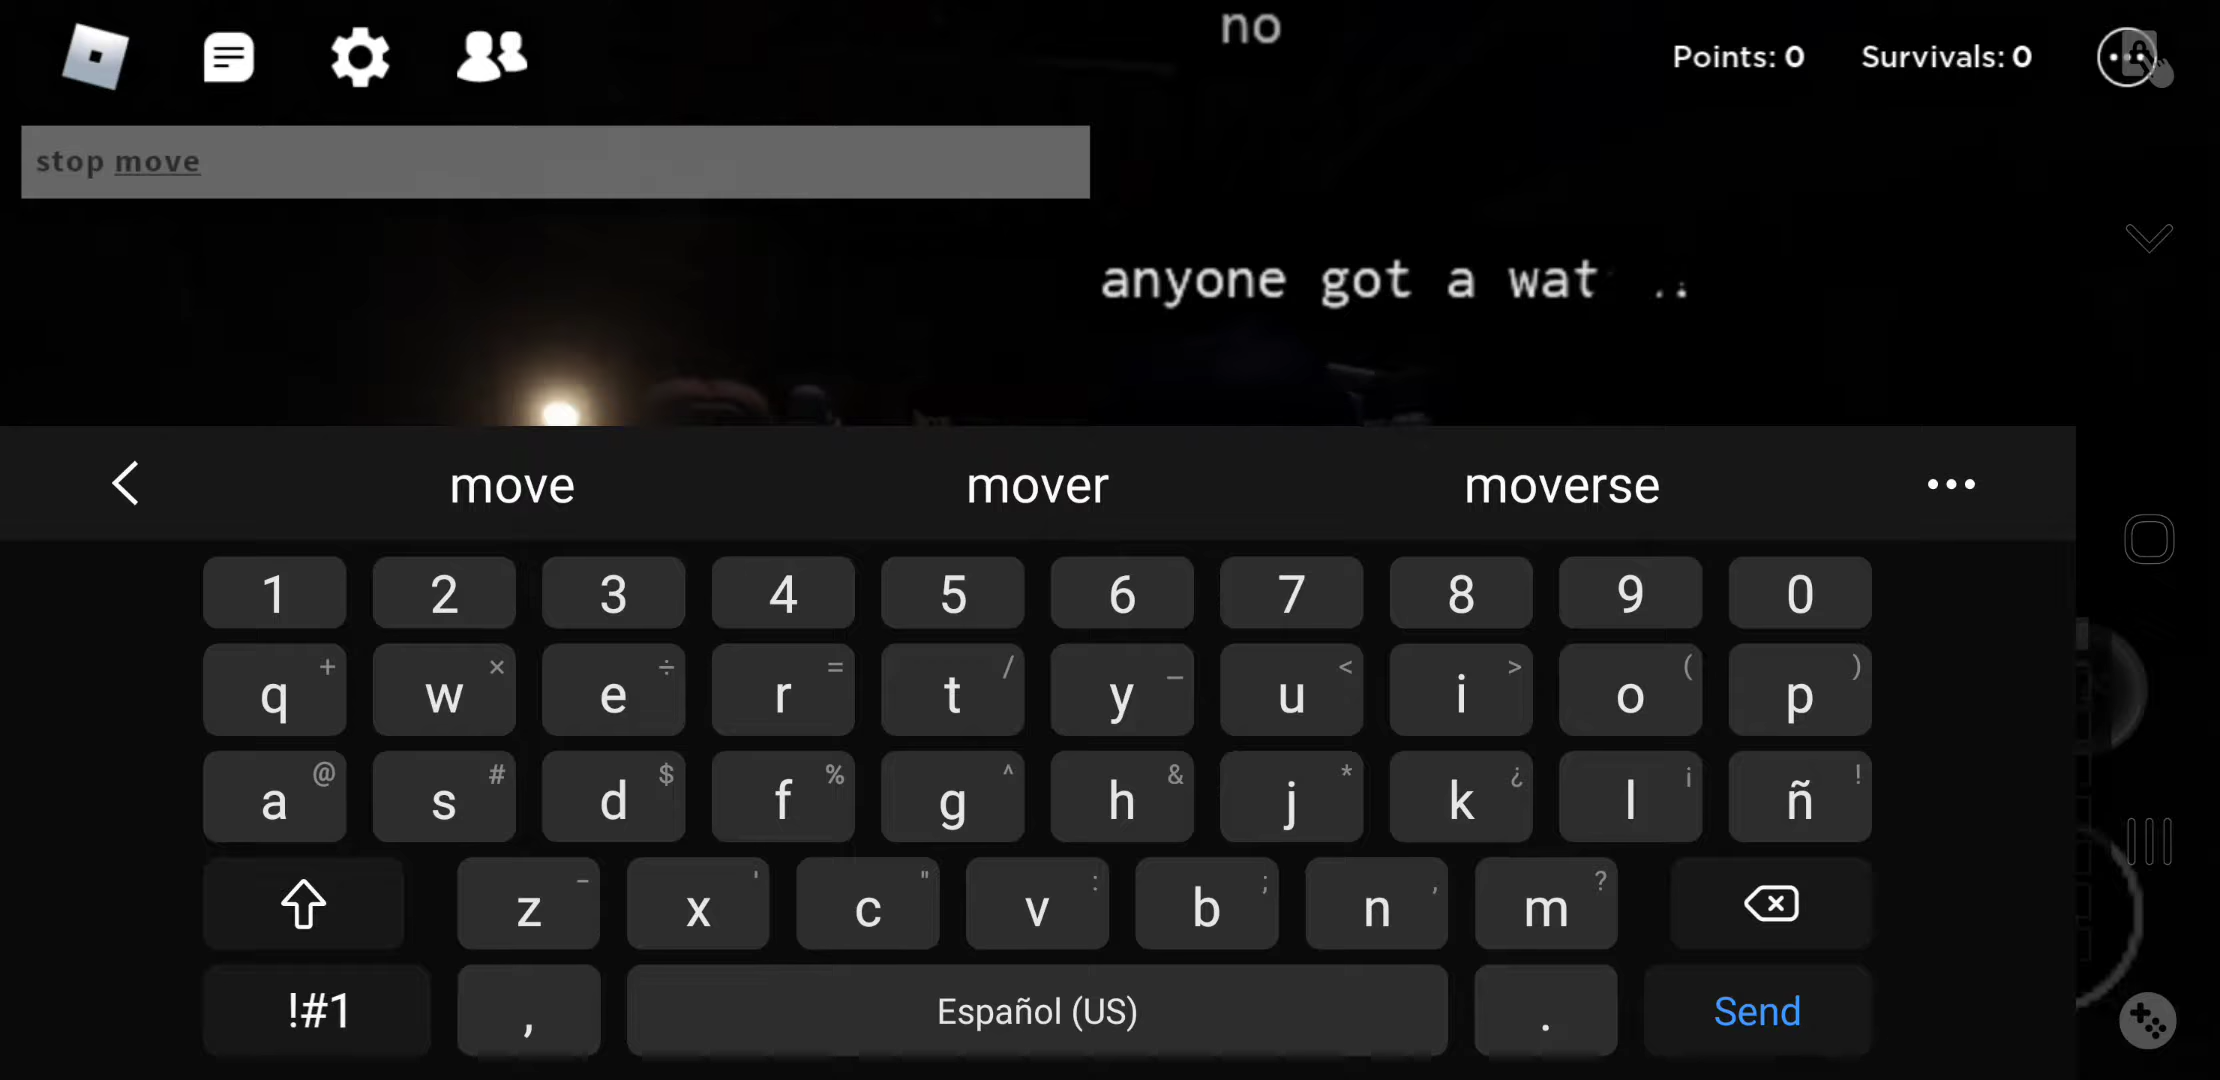 no
Points: 0 Survivals: 0
stop move
anyone got a
move mover moverse
1 2 3 4 5 6 7 8 9 0
q + w × e ÷ r = t / y _ u < i > o ( p )
a @ s # d $ f % g ^ h & j * k ¿ l ¡ ñ !
z - x ' c " v : b ; n , m ?
!#1 , Español (US) . Send